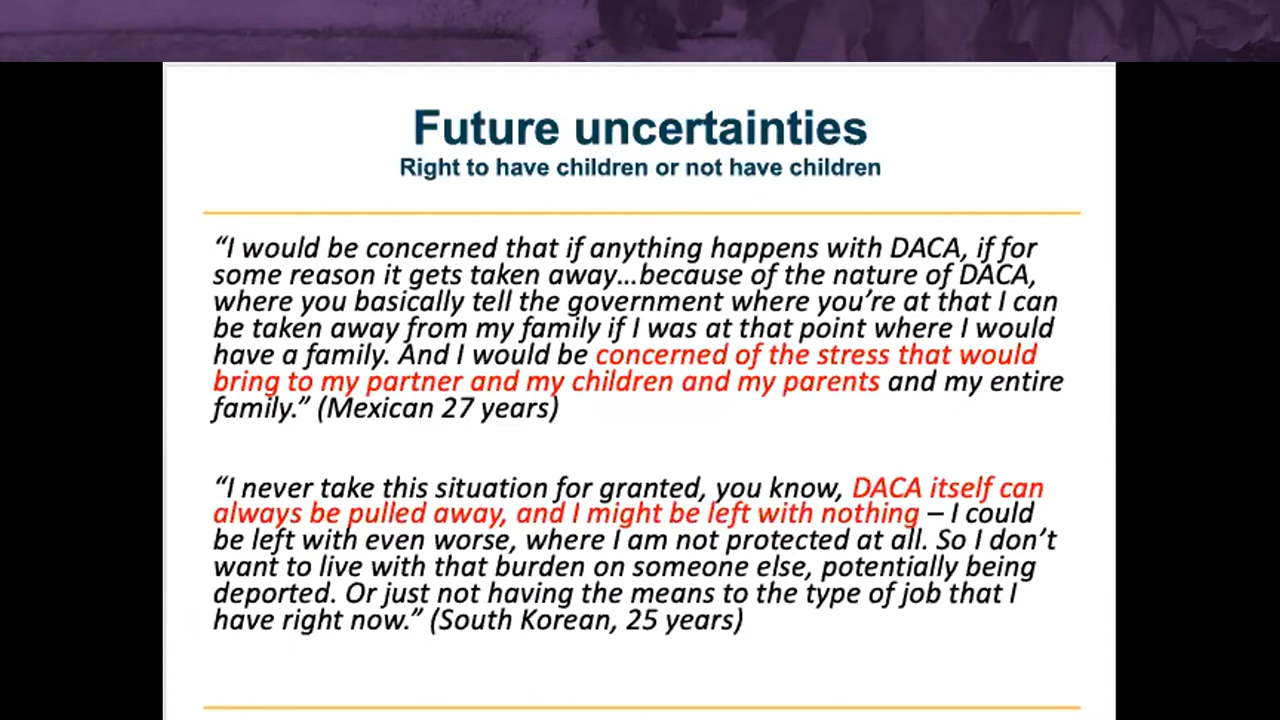 Future uncertainties
Right to have children or not have children
“I would be concerned that if anything happens with DACA, if for
some reason it gets taken away...because of the nature of DACA,
where you basically tell the government where you’re at that I can
be taken away from my family if I was at that point where I would
have a family. And I would be concerned of the stress that would
bring to my partner and my children and my parents and my entire
family.” (Mexican 27 years)
“I never take this situation for granted, you know, DACA itself can
always be pulled away, and I might be left with nothing – I could
be left with even worse, where I am not protected at all. So I don’t
want to live with that burden on someone else, potentially being
deported. Or just not having the means to the type of job that I
have right now.” (South Korean, 25 years)